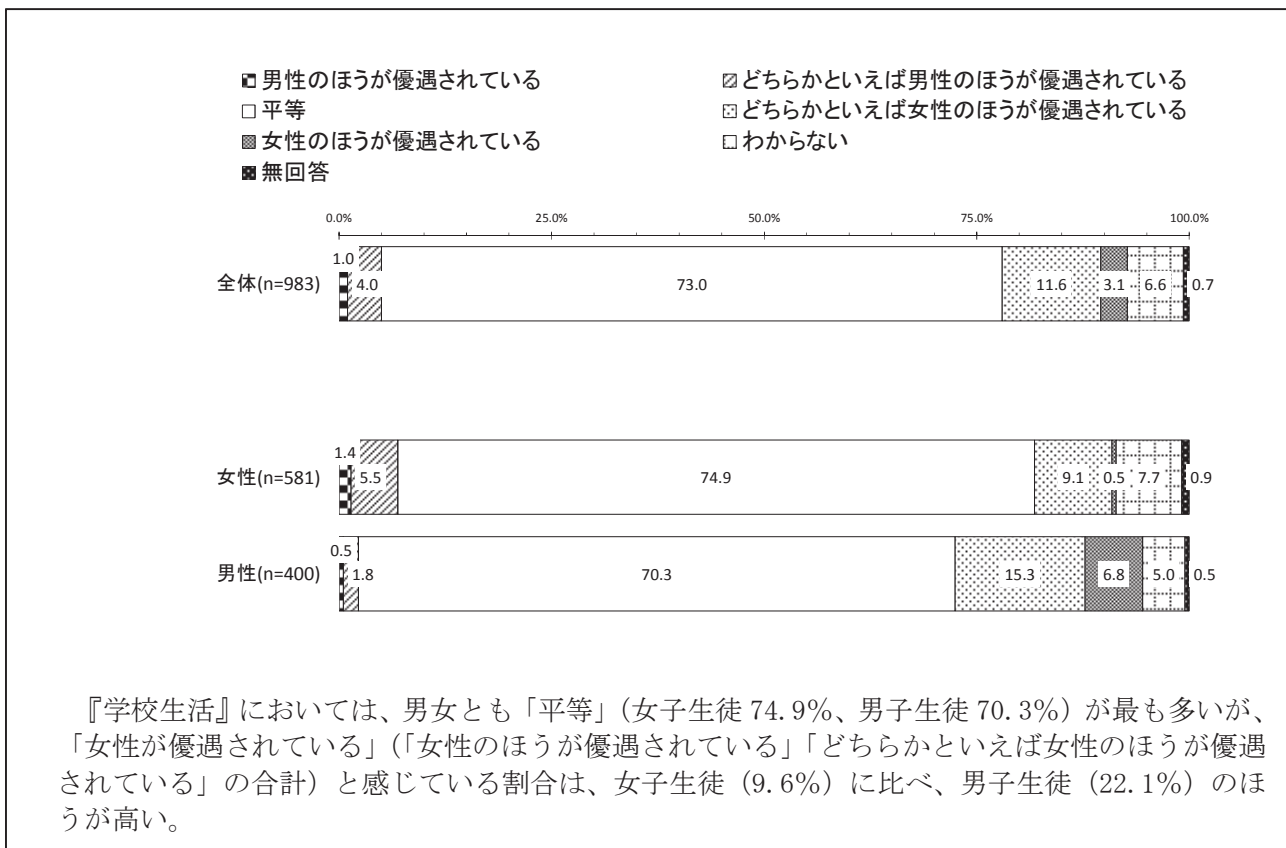 男性のほうが優遇されている どちらかといえば男性のほうが優遇されている
平等 どちらかといえば女性のほうが優遇されている
女性のほうが優遇されている わからない
無回答
0.0% 25.0% 50.0% 75.0% 100.0%
全体(n=983) 1.0 4.0 73.0 11.6 3.1 6.6 0.7
女性(n=581) 1.4 5.5 74.9 9.1 0.5 7.7 0.9
男性(n=400) 0.5 1.8 70.3 15.3 6.8 5.0 0.5
『学校生活』においては、男女とも「平等」（女子生徒 74.9％、男子生徒 70.3％）が最も多いが、
「女性が優遇されている」（「女性のほうが優遇されている」「どちらかといえば女性のほうが優遇
されている」の合計）と感じている割合は、女子生徒（9.6％）に比べ、男子生徒（22.1％）のほ
うが高い。